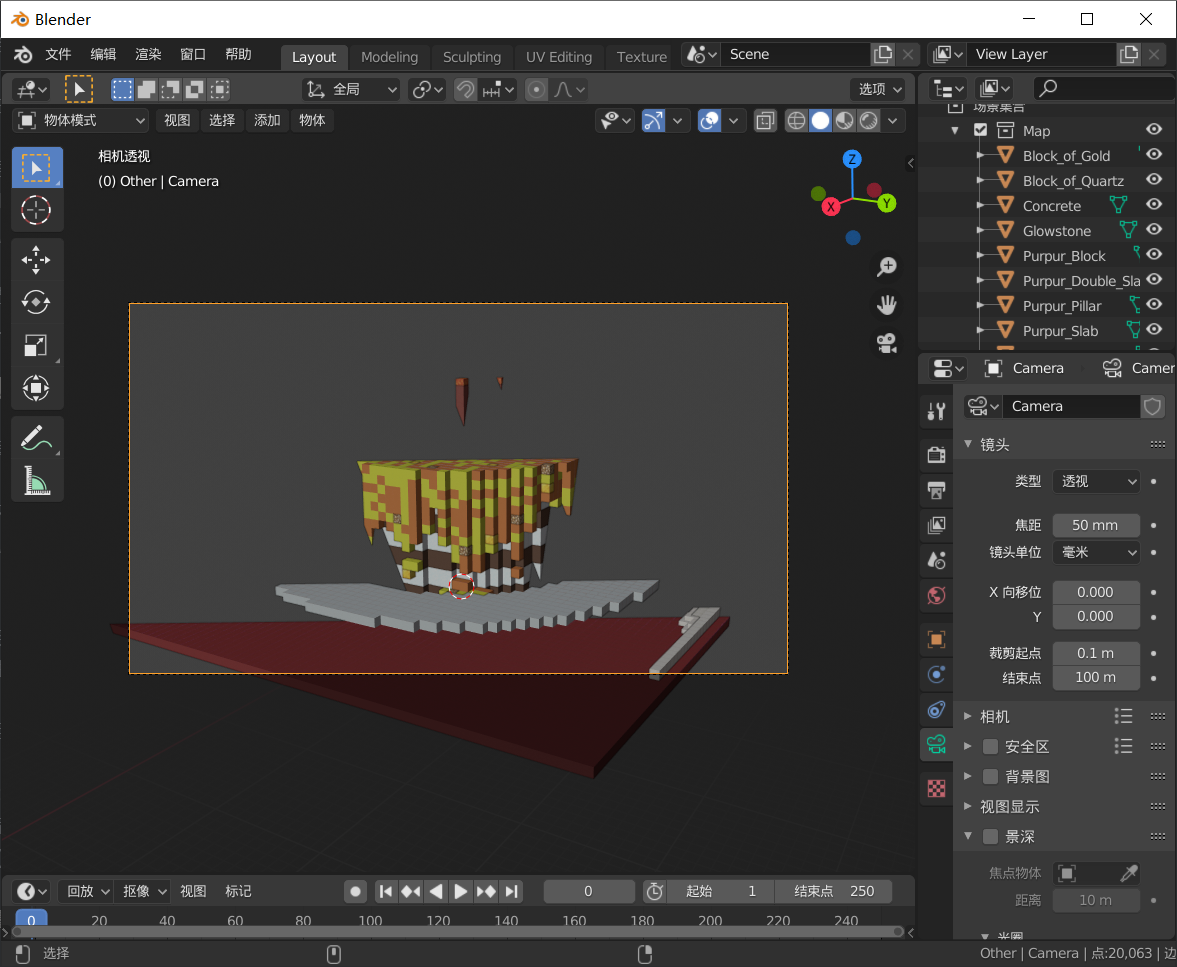 Blender
文件 编辑 渲染 窗口 帮助 Layout Modeling Sculpting UV Editing Texture Scene View Layer
全局 选项
物体模式 视图 选择 添加 物体
相机透视
(0) Other | Camera
Z
X
Y
场景集合
Map
Block_of_Gold
Block_of_Quartz
Concrete
Glowstone
Purpur_Block
Purpur_Double_Sla
Purpur_Pillar
Purpur_Slab
Camera Camer
Camera
镜头
类型 透视
焦距 50 mm
镜头单位 毫米
X 向移位 0.000
Y 0.000
裁剪起点 0.1 m
结束点 100 m
相机
安全区
背景图
视图显示
景深
焦点物体
距离 10 m
光圈
回放 抠像 视图 标记 0 起始 1 结束点 250
0 20 40 60 80 100 120 140 160 180 200 220 240
选择 Other | Camera | 点:20,063 | 边